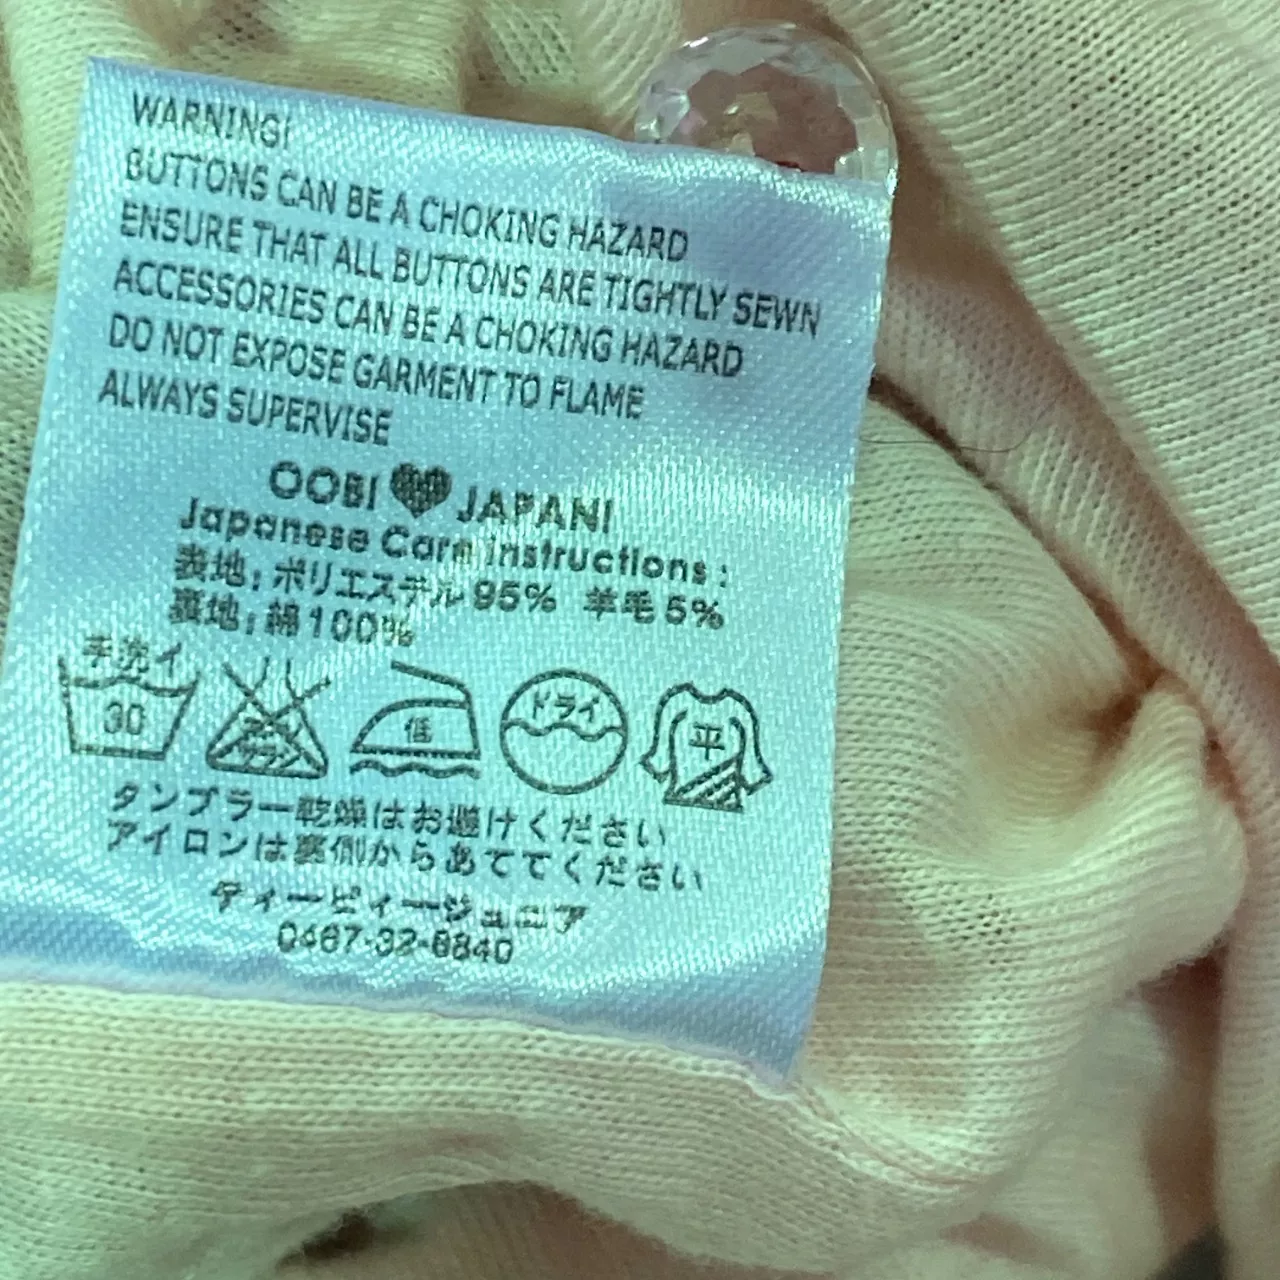 WARNING!
BUTTONS CAN BE A CHOKING HAZARD
ENSURE THAT ALL BUTTONS ARE TIGHTLY SEWN
ACCESSORIES CAN BE A CHOKING HAZARD
DO NOT EXPOSE GARMENT TO FLAME
ALWAYS SUPERVISE
OOBI JAPAN!
Japanese Care Instructions:
表地:ポリエステル95% 羊毛5%
裏地:綿100%
手洗イ
30
低
ドライ
平
タンブラー乾燥はお避けください
アイロンは裏側からあててください
ティーピィージュニア
0467-32-8840